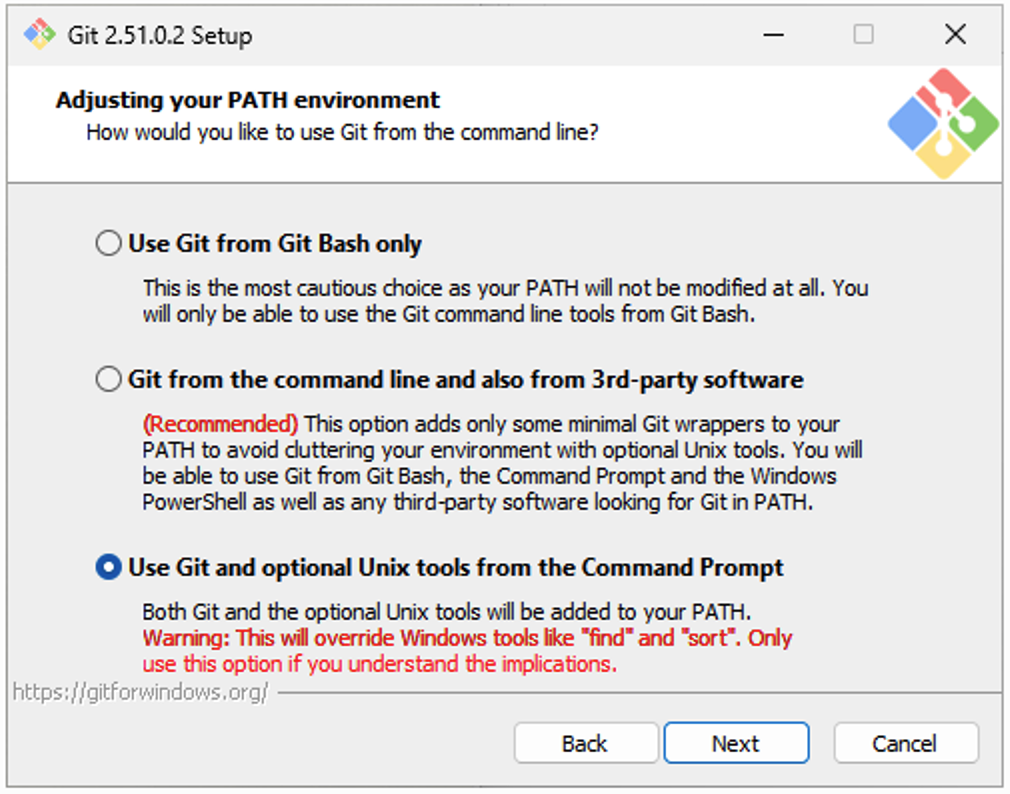 Git 2.51.0.2 Setup
Adjusting your PATH environment
How would you like to use Git from the command line?
Use Git from Git Bash only
This is the most cautious choice as your PATH will not be modified at all. You
will only be able to use the Git command line tools from Git Bash.
Git from the command line and also from 3rd-party software
(Recommended) This option adds only some minimal Git wrappers to your
PATH to avoid cluttering your environment with optional Unix tools. You will
be able to use Git from Git Bash, the Command Prompt and the Windows
PowerShell as well as any third-party software looking for Git in PATH.
Use Git and optional Unix tools from the Command Prompt
Both Git and the optional Unix tools will be added to your PATH.
Warning: This will override Windows tools like "find" and "sort". Only
use this option if you understand the implications.
https://gitforwindows.org/
Back
Next
Cancel